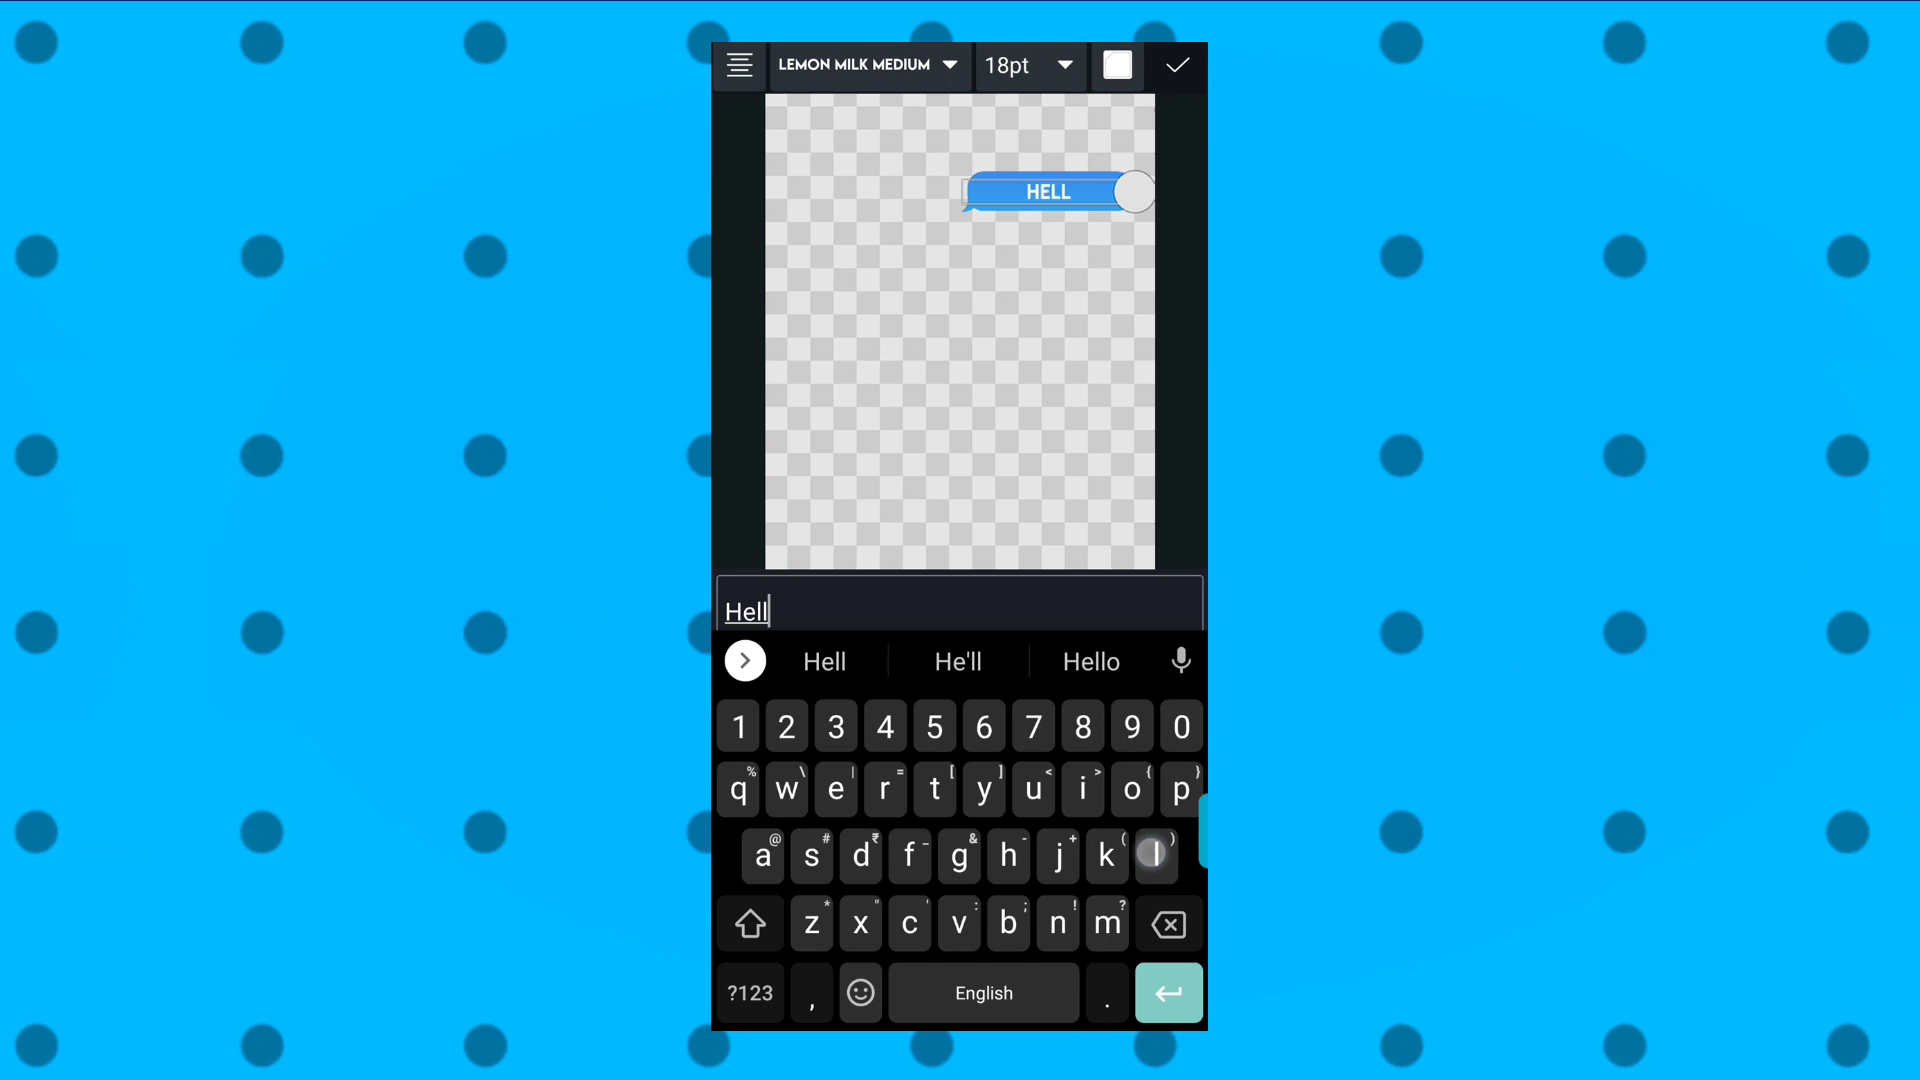 LEMON MILK MEDIUM 18pt
HELL
Hell
Hell He'll Hello
1 2 3 4 5 6 7 8 9 0
% \ | = [ ] < > { }
q w e r t y u i o p
@ # ₹ _ & - + ( )
a s d f g h j k l
* " ' : ; ! ?
z x c v b n m
?123 , English .